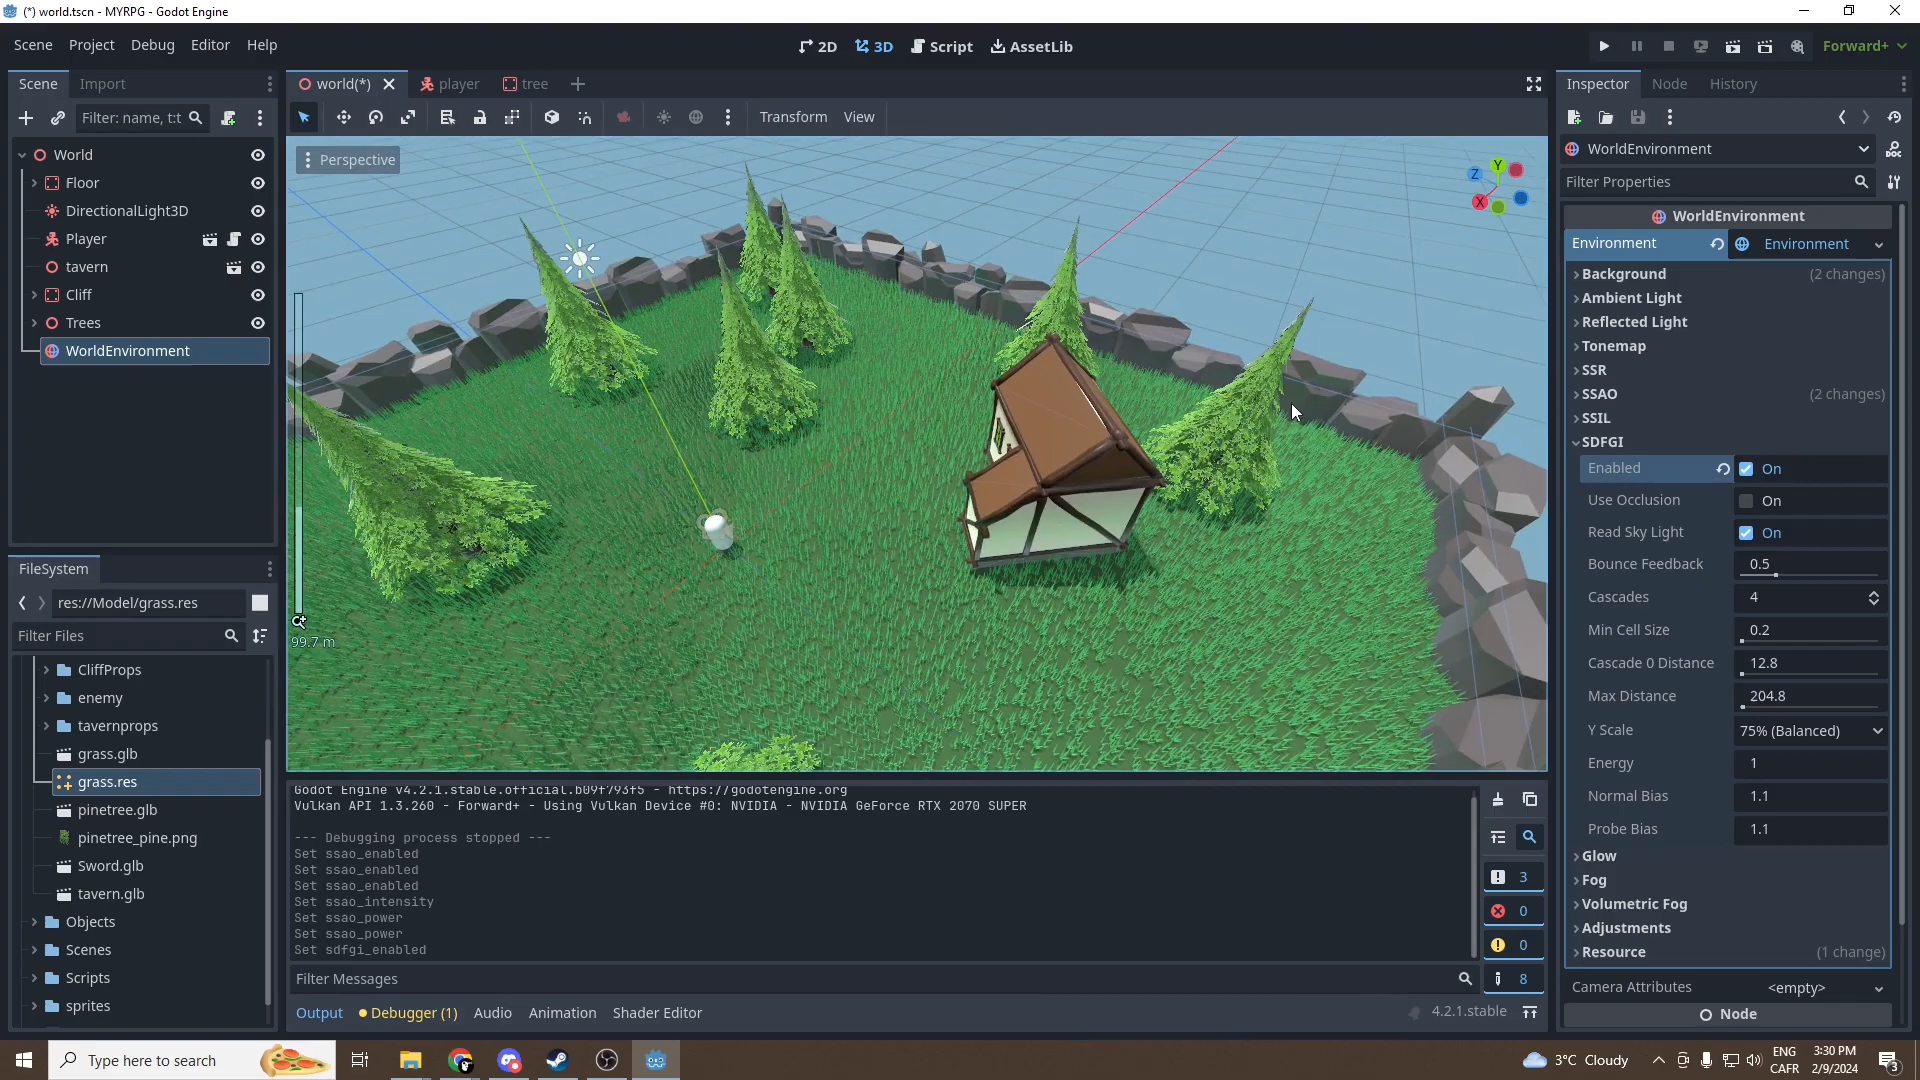 (*) world.tscn - MYRPG - Godot Engine
Scene Project Debug Editor Help
2D 3D Script AssetLib
Forward+
Scene Import
world(*) player tree
Inspector Node History
Filter: name, t:t
Transform View
World
Floor
DirectionalLight3D
Player
tavern
Cliff
Trees
WorldEnvironment
Perspective
Y
Z
X
99.7 m
WorldEnvironment
Filter Properties
WorldEnvironment
Environment Environment
Background (2 changes)
Ambient Light
Reflected Light
Tonemap
SSR
SSAO (2 changes)
SSIL
SDFGI
Enabled On
Use Occlusion On
Read Sky Light On
Bounce Feedback 0.5
Cascades 4
Min Cell Size 0.2
Cascade 0 Distance 12.8
Max Distance 204.8
Y Scale 75% (Balanced)
Energy 1
Normal Bias 1.1
Probe Bias 1.1
Glow
Fog
Volumetric Fog
Adjustments
Resource (1 change)
Camera Attributes <empty>
Node
FileSystem
res://Model/grass.res
Filter Files
CliffProps
enemy
tavernprops
grass.glb
grass.res
pinetree.glb
pinetree_pine.png
Sword.glb
tavern.glb
Objects
Scenes
Scripts
sprites
Godot Engine v4.2.1.stable.official.b09f793f5 - https://godotengine.org
Vulkan API 1.3.260 - Forward+ - Using Vulkan Device #0: NVIDIA - NVIDIA GeForce RTX 2070 SUPER
--- Debugging process stopped ---
Set ssao_enabled
Set ssao_enabled
Set ssao_enabled
Set ssao_intensity
Set ssao_power
Set ssao_power
Set sdfgi_enabled
3
0
0
8
Filter Messages
Output Debugger (1) Audio Animation Shader Editor
4.2.1.stable
Type here to search
3°C Cloudy
ENG
CAFR
3:30 PM
2/9/2024
3